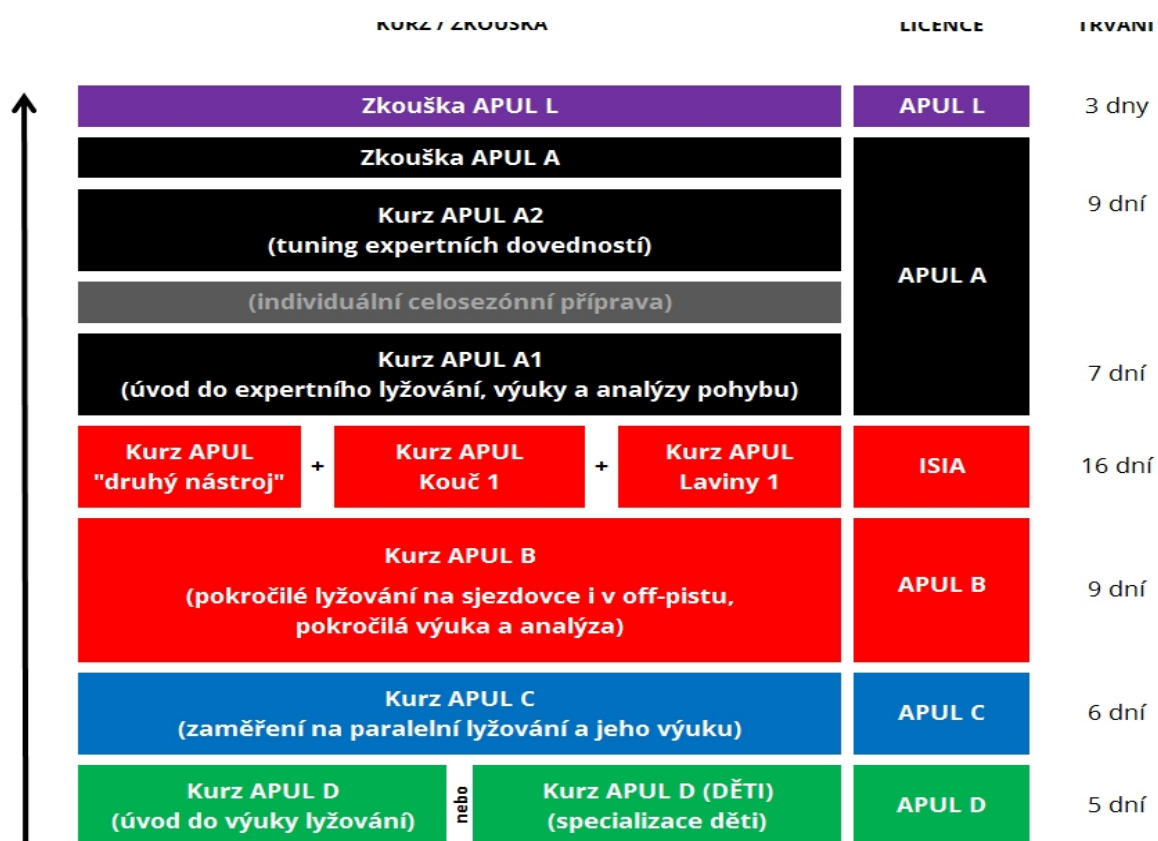 KURZ / ZKOUŠKA LICENCE TRVÁNÍ
Zkouška APUL L APUL L 3 dny
Zkouška APUL A
9 dní
Kurz APUL A2
(tuning expertních dovedností)
APUL A
(individuální celosezónní příprava)
Kurz APUL A1
(úvod do expertního lyžování, výuky a analýzy pohybu)
7 dní
Kurz APUL
"druhý nástroj"
+
Kurz APUL
Kouč 1
+
Kurz APUL
Laviny 1
ISIA
16 dní
Kurz APUL B
(pokročilé lyžování na sjezdovce i v off-pistu,
pokročilá výuka a analýza)
APUL B
9 dní
Kurz APUL C
(zaměření na paralelní lyžování a jeho výuku)
APUL C
6 dní
Kurz APUL D
(úvod do výuky lyžování)
nebo
Kurz APUL D (DĚTI)
(specializace děti)
APUL D
5 dní